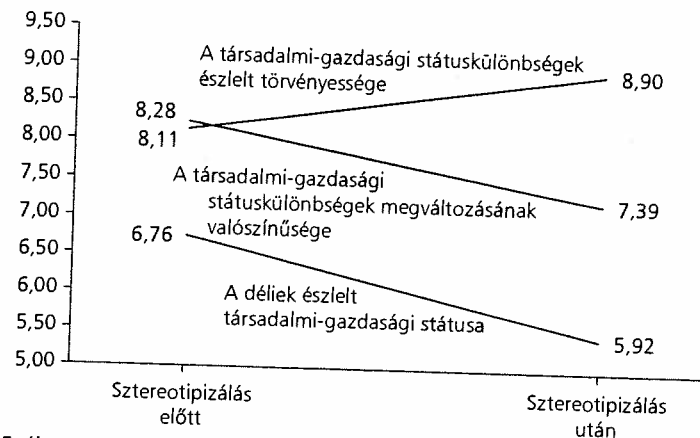 9,50
9,00
8,50
8,00
7,50
7,00
6,50
6,00
5,50
5,00
A társadalmi-gazdasági státuskülönbségek
észlelt törvényessége
8,90
8,28
8,11
A társadalmi-gazdasági
státuskülönbségek megváltozásának
valószínűsége
7,39
6,76
A déliek észlelt
társadalmi-gazdasági státusa
5,92
Sztereotipizálás
előtt
Sztereotipizálás
után